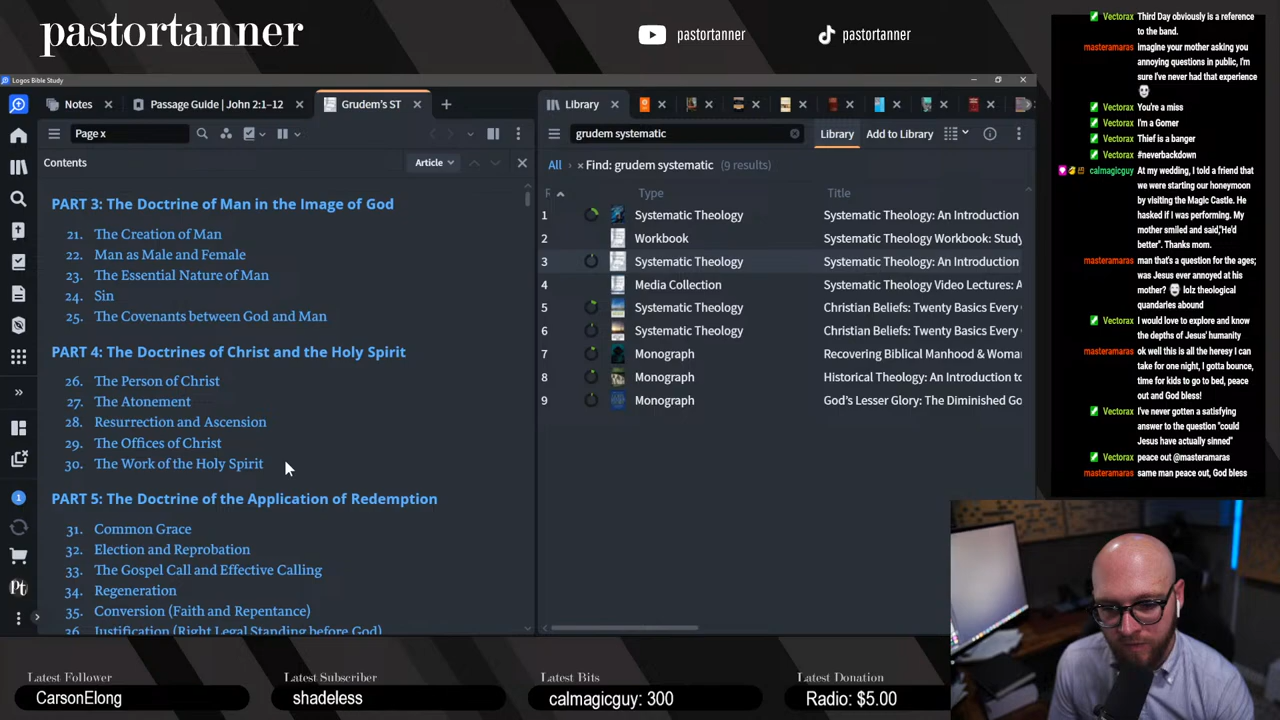 pastortanner
pastortanner
pastortanner
Logos Bible Study
Notes
Passage Guide | John 2:1–12
Grudem's ST
Page x
Contents
Article
PART 3: The Doctrine of Man in the Image of God
21. The Creation of Man
22. Man as Male and Female
23. The Essential Nature of Man
24. Sin
25. The Covenants between God and Man
PART 4: The Doctrines of Christ and the Holy Spirit
26. The Person of Christ
27. The Atonement
28. Resurrection and Ascension
29. The Offices of Christ
30. The Work of the Holy Spirit
PART 5: The Doctrine of the Application of Redemption
31. Common Grace
32. Election and Reprobation
33. The Gospel Call and Effective Calling
34. Regeneration
35. Conversion (Faith and Repentance)
36. Justification (Right Legal Standing before God)
1
Pt
Library
grudem systematic
Library
Add to Library
All › × Find: grudem systematic (9 results)
Type Title
1 Systematic Theology Systematic Theology: An Introduction
2 Workbook Systematic Theology Workbook: Study
3 Systematic Theology Systematic Theology: An Introduction
4 Media Collection Systematic Theology Video Lectures: A
5 Systematic Theology Christian Beliefs: Twenty Basics Every
6 Systematic Theology Christian Beliefs: Twenty Basics Every
7 Monograph Recovering Biblical Manhood & Woma
8 Monograph Historical Theology: An Introduction to
9 Monograph God's Lesser Glory: The Diminished Go
Vectorax Third Day obviously is a reference
to the band.
masteramaras imagine your mother asking you
annoying questions in public, I'm
sure I've never had that experience
Vectorax You're a miss
Vectorax I'm a Gomer
Vectorax Thief is a banger
Vectorax #neverbackdown
calmagicguy At my wedding, I told a friend that
we were starting our honeymoon
by visiting the Magic Castle. He
hasked if I was performing. My
mother smiled and said,"He'd
better". Thanks mom.
masteramaras man that's a question for the ages;
was Jesus ever annoyed at his
mother? lolz theological
quandaries abound
Vectorax I would love to explore and know
the depths of Jesus' humanity
masteramaras ok well this is all the heresy I can
take for one night, I gotta bounce,
time for kids to go to bed, peace
out and God bless!
Vectorax I've never gotten a satisfying
answer to the question "could
Jesus have actually sinned"
Vectorax peace out @masteramaras
masteramaras same man peace out, God bless
Latest Follower
CarsonElong
Latest Subscriber
shadeless
Latest Bits
calmagicguy: 300
Latest Donation
Radio: $5.00